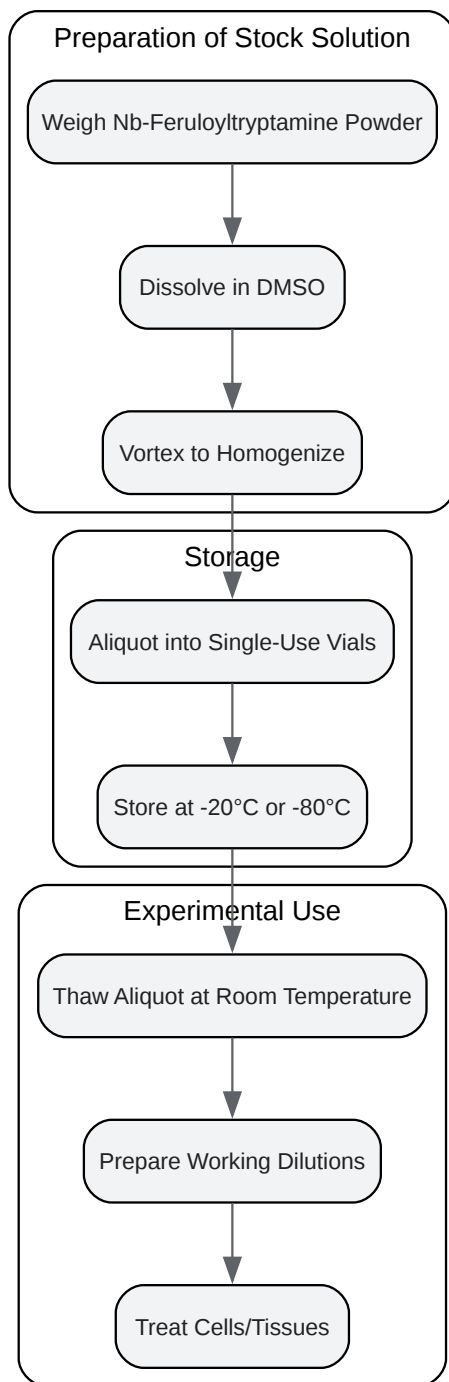 Preparation of Stock Solution
Weigh Nb-Feruloyltryptamine Powder
Dissolve in DMSO
Vortex to Homogenize
Storage
Aliquot into Single-Use Vials
Store at -20°C or -80°C
Experimental Use
Thaw Aliquot at Room Temperature
Prepare Working Dilutions
Treat Cells/Tissues